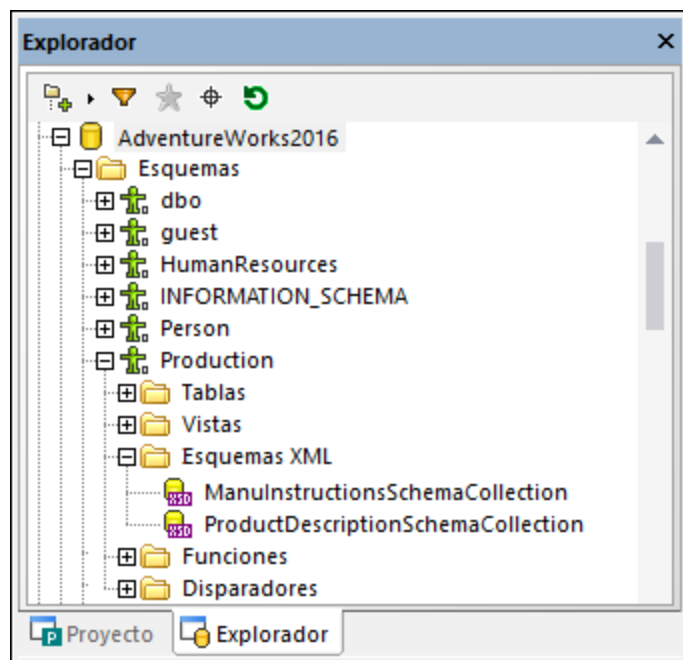 Explorador
AdventureWorks2016
Esquemas
dbo
guest
HumanResources
INFORMATION_SCHEMA
Person
Production
Tablas
Vistas
Esquemas XML
ManuInstructionsSchemaCollection
ProductDescriptionSchemaCollection
Funciones
Disparadores
Proyecto Explorador